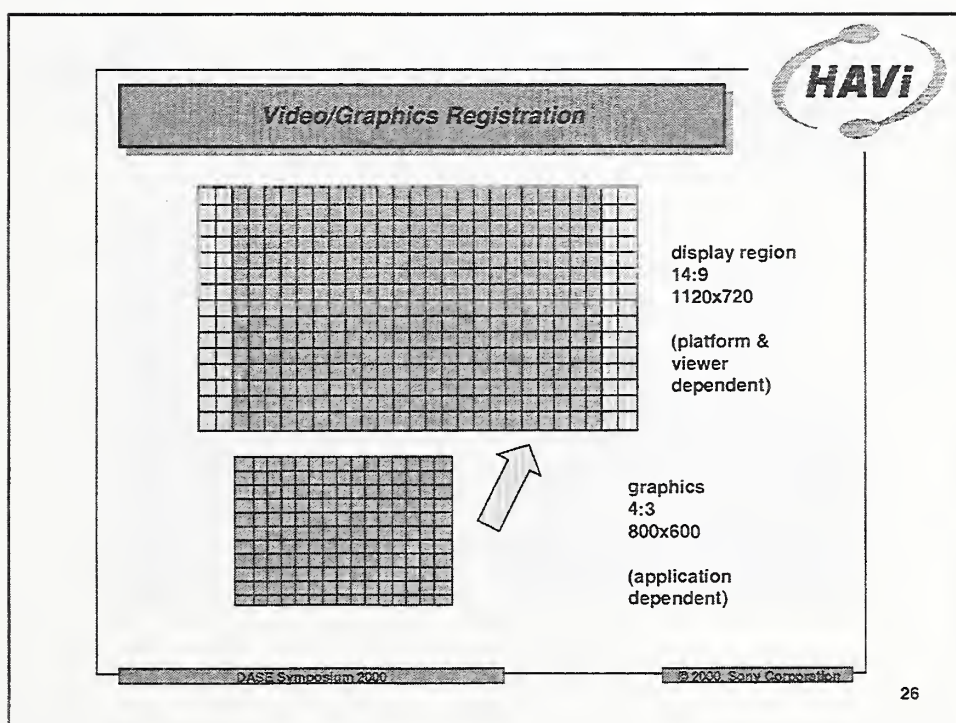 HAVi
Video/Graphics Registration
display region
14:9
1120x720
(platform &
viewer
dependent)
graphics
4:3
800x600
(application
dependent)
DASE Symposium 2000
© 2000, Sony Corporation
26